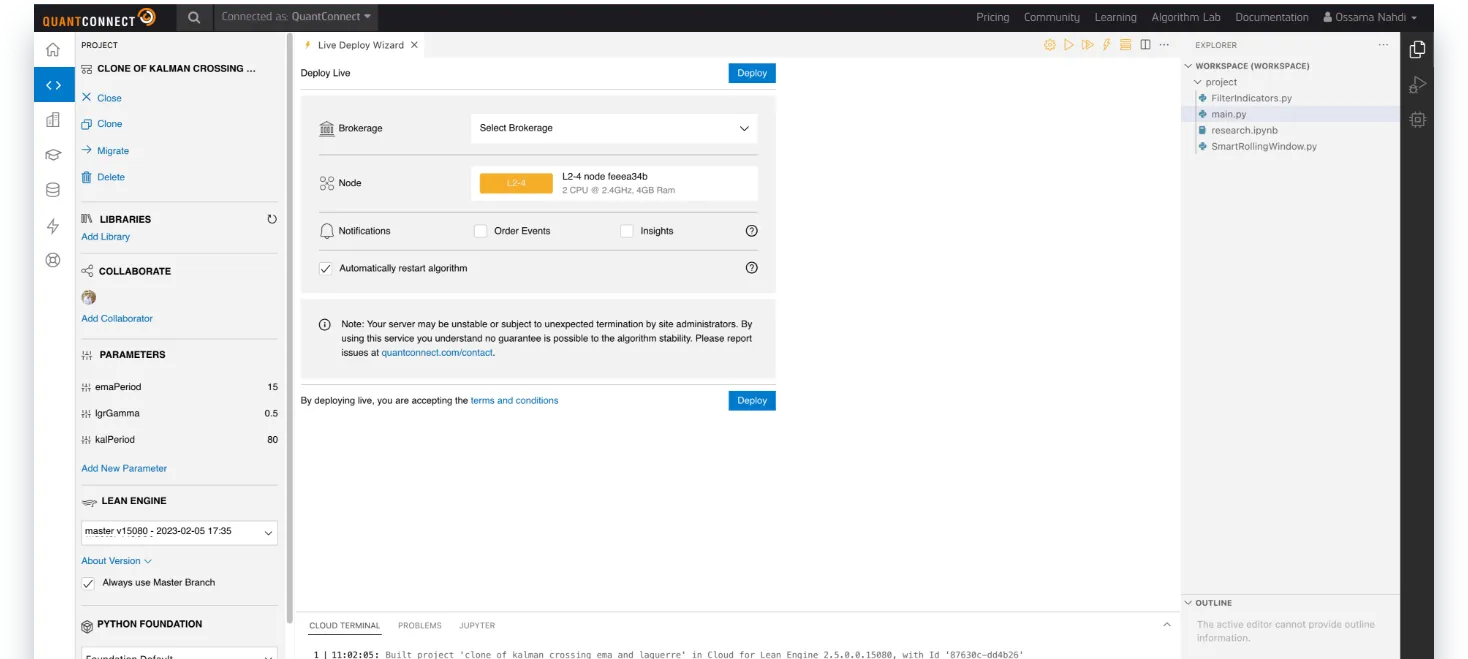 QUANTCONNECT
Connected as: QuantConnect
Pricing
Community
Learning
Algorithm Lab
Documentation
Ossama Nahdi
PROJECT
CLONE OF KALMAN CROSSING ...
Close
Clone
Migrate
Delete
LIBRARIES
Add Library
COLLABORATE
Add Collaborator
PARAMETERS
emaPeriod 15
lgrGamma 0.5
kalPeriod 80
Add New Parameter
LEAN ENGINE
master v15080 - 2023-02-05 17:35
About Version
Always use Master Branch
PYTHON FOUNDATION
Foundation Default
Live Deploy Wizard
Deploy Live
Deploy
Brokerage
Select Brokerage
Node
L2-4
L2-4 node feeea34b
2 CPU @ 2.4GHz, 4GB Ram
Notifications
Order Events
Insights
Automatically restart algorithm
Note: Your server may be unstable or subject to unexpected termination by site administrators. By
using this service you understand no guarantee is possible to the algorithm stability. Please report
issues at quantconnect.com/contact.
By deploying live, you are accepting the terms and conditions
Deploy
CLOUD TERMINAL
PROBLEMS
JUPYTER
1 | 11:02:05: Built project 'clone of kalman crossing ema and laguerre' in Cloud for Lean Engine 2.5.0.0.15080, with Id '87630c-dd4b26'
EXPLORER
WORKSPACE (WORKSPACE)
project
FilterIndicators.py
main.py
research.ipynb
SmartRollingWindow.py
OUTLINE
The active editor cannot provide outline
information.